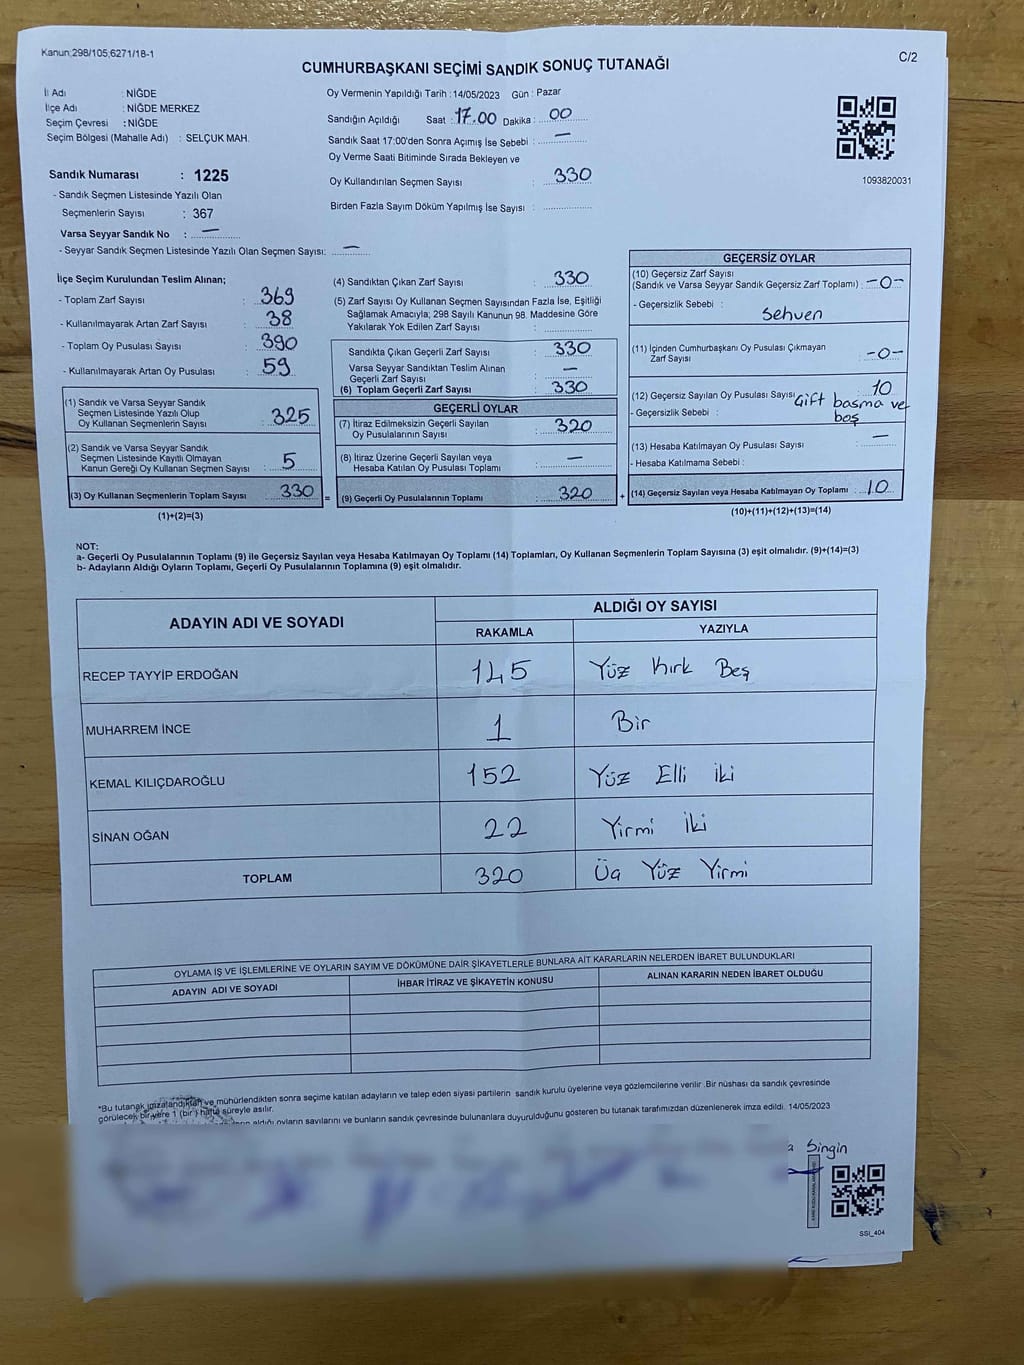 Kanun;298/105;6271/18-1
C/2
CUMHURBAŞKANI SEÇİMİ SANDIK SONUÇ TUTANAĞI
İl Adı : NİĞDE
İlçe Adı : NİĞDE MERKEZ
Seçim Çevresi : NİĞDE
Seçim Bölgesi (Mahalle Adı) : SELÇUK MAH.
Sandık Numarası : 1225
- Sandık Seçmen Listesinde Yazılı Olan
Seçmenlerin Sayısı : 367
Varsa Seyyar Sandık No : —
- Seyyar Sandık Seçmen Listesinde Yazılı Olan Seçmen Sayısı: —
Oy Vermenin Yapıldığı Tarih : 14/05/2023 Gün : Pazar
Sandığın Açıldığı Saat : 17.00 Dakika : 00
Sandık Saat 17:00'den Sonra Açımış İse Sebebi : —
Oy Verme Saati Bitiminde Sırada Bekleyen ve
Oy Kullandırılan Seçmen Sayısı : 330
Birden Fazla Sayım Döküm Yapılmış İse Sayısı :
1093820031
İlçe Seçim Kurulundan Teslim Alınan;
- Toplam Zarf Sayısı : 369
- Kullanılmayarak Artan Zarf Sayısı : 38
- Toplam Oy Pusulası Sayısı : 390
- Kullanılmayarak Artan Oy Pusulası : 59
(1) Sandık ve Varsa Seyyar Sandık
Seçmen Listesinde Yazılı Olup
Oy Kullanan Seçmenlerin Sayısı : 325
(2) Sandık ve Varsa Seyyar Sandık
Seçmen Listesinde Kayıtlı Olmayan
Kanun Gereği Oy Kullanan Seçmen Sayısı : 5
(3) Oy Kullanan Seçmenlerin Toplam Sayısı : 330
(1)+(2)=(3)
(4) Sandıktan Çıkan Zarf Sayısı : 330
(5) Zarf Sayısı Oy Kullanan Seçmen Sayısından Fazla İse, Eşitliği
Sağlamak Amacıyla; 298 Sayılı Kanunun 98. Maddesine Göre
Yakılarak Yok Edilen Zarf Sayısı :
Sandıkta Çıkan Geçerli Zarf Sayısı : 330
Varsa Seyyar Sandıktan Teslim Alınan
Geçerli Zarf Sayısı : —
(6) Toplam Geçerli Zarf Sayısı : 330
GEÇERLİ OYLAR
(7) İtiraz Edilmeksizin Geçerli Sayılan
Oy Pusulasının Sayısı : 320
(8) İtiraz Üzerine Geçerli Sayılan veya
Hesaba Katılan Oy Pusulası Toplamı : —
= (9) Geçerli Oy Pusulalarının Toplamı : 320
GEÇERSİZ OYLAR
(10) Geçersiz Zarf Sayısı
(Sandık ve Varsa Seyyar Sandık Geçersiz Zarf Toplamı) : -0-
- Geçersizlik Sebebi :
Sehven
(11) İçinden Cumhurbaşkanı Oy Pusulası Çıkmayan
Zarf Sayısı -0-
(12) Geçersiz Sayılan Oy Pusulası Sayısı 10
- Geçersizlik Sebebi : Çift basma ve
boş
(13) Hesaba Katılmayan Oy Pusulası Sayısı —
- Hesaba Katılmama Sebebi :
+ (14) Geçersiz Sayılan veya Hesaba Katılmayan Oy Toplamı : 10
(10)+(11)+(12)+(13)=(14)
NOT:
a- Geçerli Oy Pusulalarının Toplamı (9) ile Geçersiz Sayılan veya Hesaba Katılmayan Oy Toplamı (14) Toplamları, Oy Kullanan Seçmenlerin Toplam Sayısına (3) eşit olmalıdır. (9)+(14)=(3)
b- Adayların Aldığı Oyların Toplamı, Geçerli Oy Pusulalarının Toplamına (9) eşit olmalıdır.
ADAYIN ADI VE SOYADI
ALDIĞI OY SAYISI
RAKAMLA YAZIYLA
RECEP TAYYİP ERDOĞAN 145 Yüz Kırk Beş
MUHARREM İNCE 1 Bir
KEMAL KILIÇDAROĞLU 152 Yüz Elli iki
SİNAN OĞAN 22 Yirmi İki
TOPLAM 320 Üç Yüz Yirmi
OYLAMA İŞ VE İŞLEMLERİNE VE OYLARIN SAYIM VE DÖKÜMÜNE DAİR ŞİKAYETLERLE BUNLARA AİT KARARLARIN NELERDEN İBARET BULUNDUKLARI
ADAYIN ADI VE SOYADI İHBAR İTİRAZ VE ŞİKAYETİN KONUSU ALINAN KARARIN NEDEN İBARET OLDUĞU
*Bu tutanak imzalandıktan ve mühürlendikten sonra seçime katılan adayların ve talep eden siyasi partilerin sandık kurulu üyelerine veya gözlemcilerine verilir .Bir nüshası da sandık çevresinde
görülecek bir yere 1 (bir) hafta süreyle asılır.
aldığı oyların sayılarını ve bunların sandık çevresinde bulunanlara duyurulduğunu gösteren bu tutanak tarafımızdan düzenlenerek imza edildi. 14/05/2023
a Singin
SSI_404